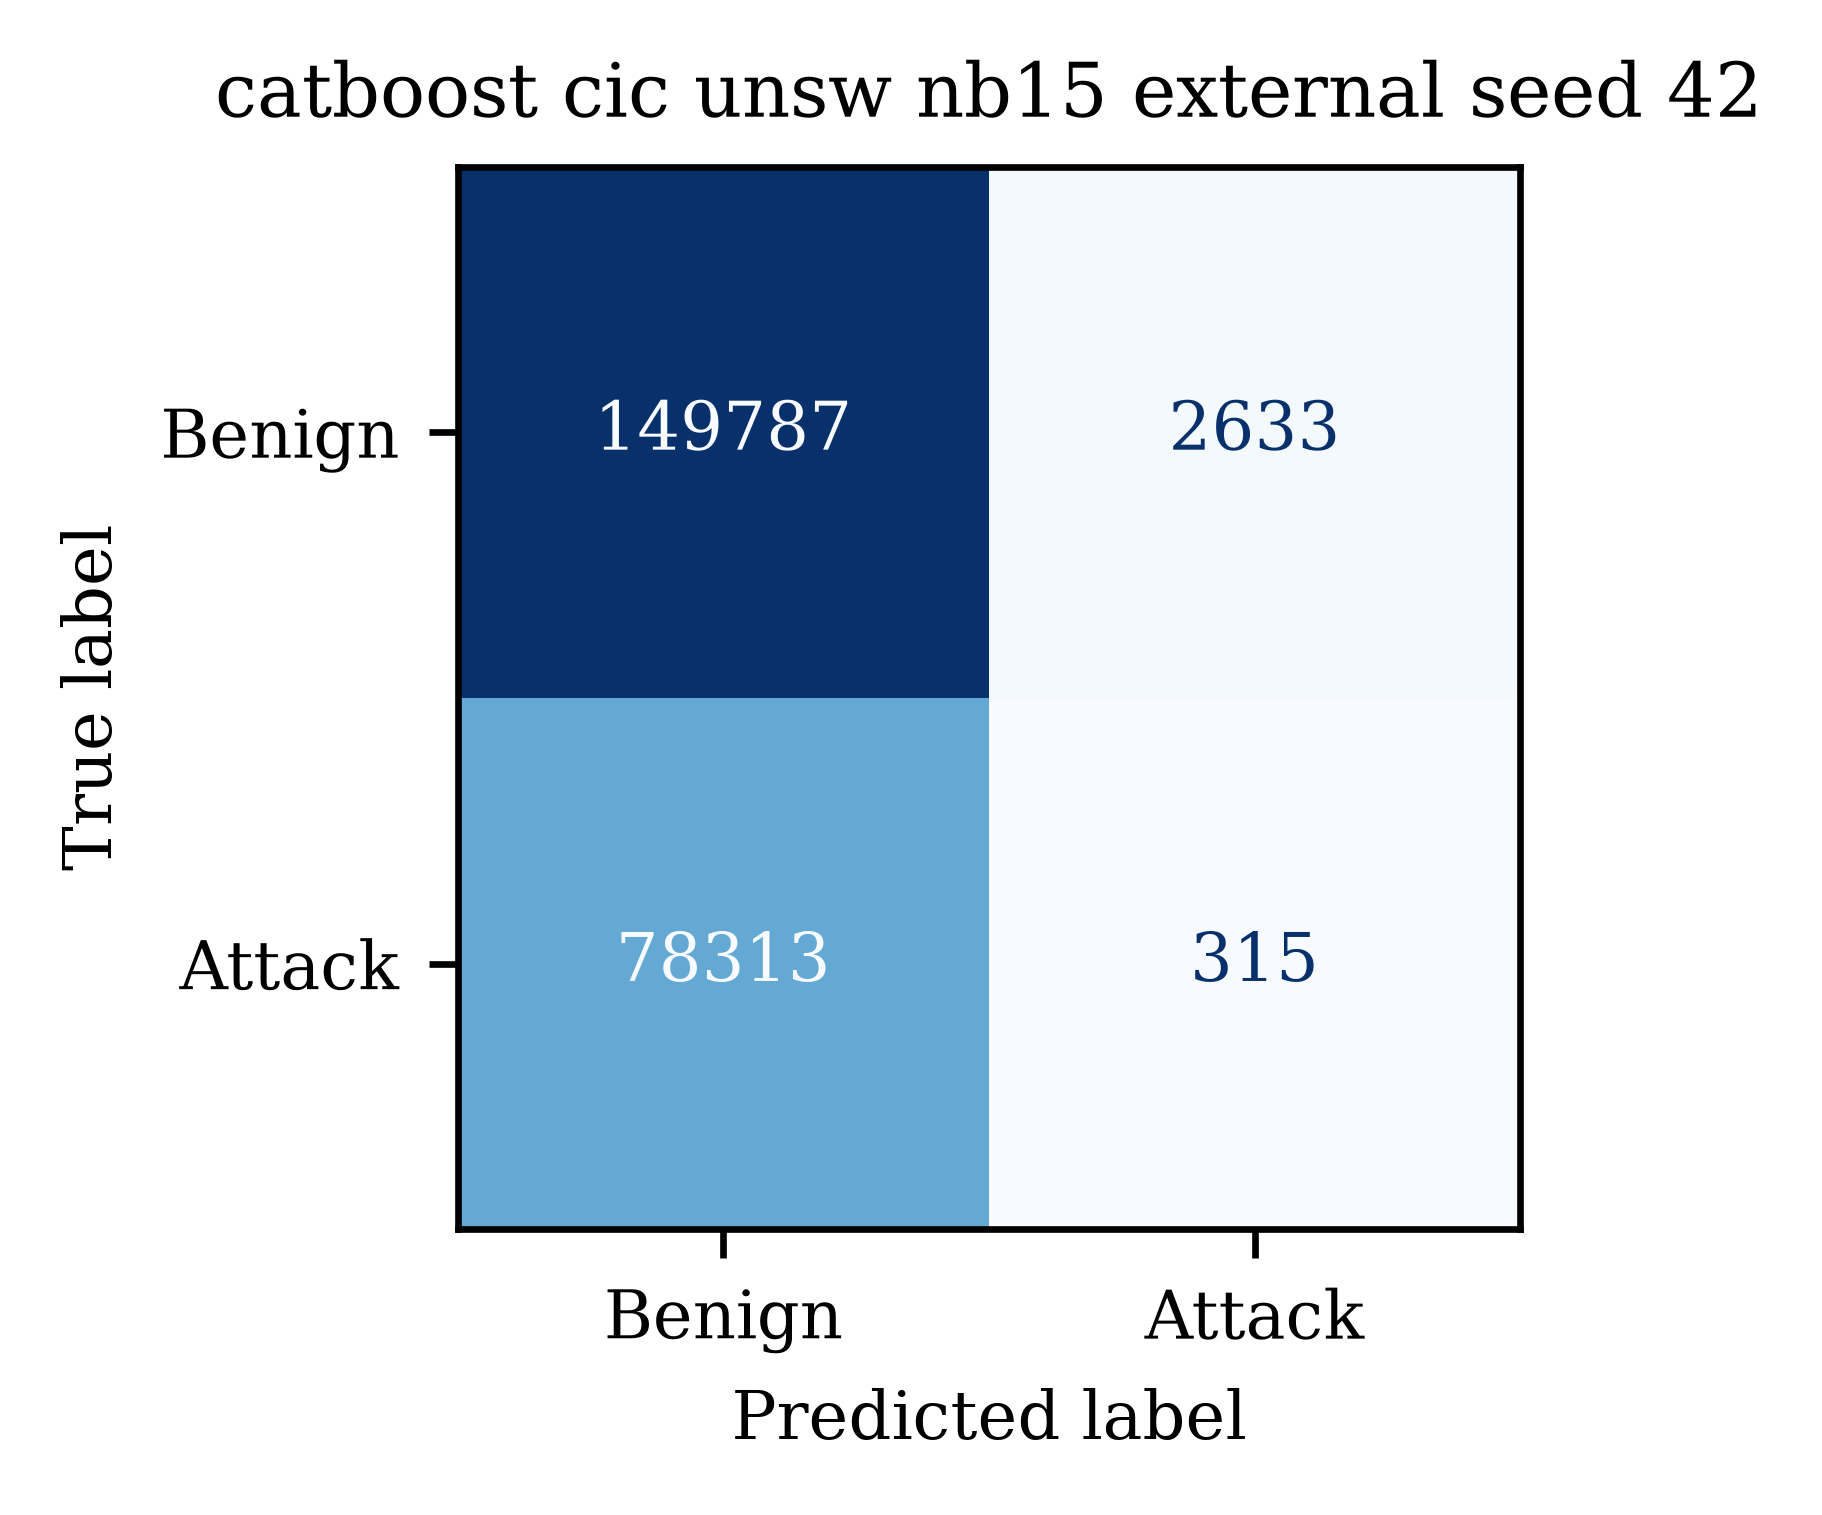 catboost cic unsw nb15 external seed 42
True label
Benign
149787
2633
Attack
78313
315
Benign
Attack
Predicted label